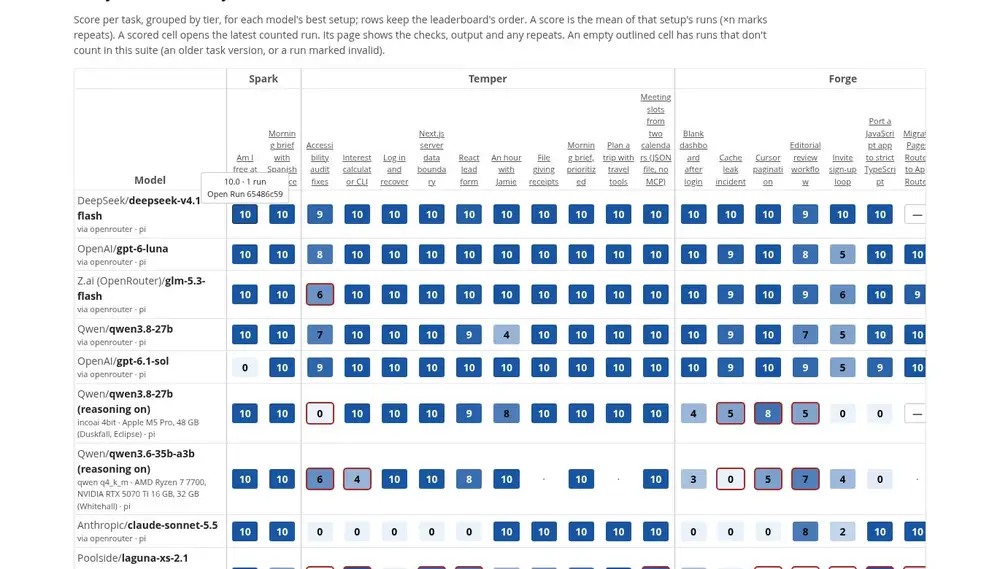 Score per task, grouped by tier, for each model's best setup; rows keep the leaderboard's order. A score is the mean of that setup's runs (×n marks
repeats). A scored cell opens the latest counted run. Its page shows the checks, output and any repeats. An empty outlined cell has runs that don't
count in this suite (an older task version, or a run marked invalid).
Spark Temper Forge
Model
Am I
free at
Mornin
g brief
with
Spanish
Accessi
bility
audit
fixes
Interest
calculat
or CLI
Log in
and
recover
Next.js
server
data
bounda
ry
React
lead
form
An hour
with
Jamie
File
giving
receipts
Mornin
g brief,
prioritiz
ed
Plan a
trip with
travel
tools
Meeting
slots
from
two
calenda
rs (JSON
file, no
MCP)
Blank
dashbo
ard
after
login
Cache
leak
incident
Cursor
paginati
on
Editorial
review
workflo
w
Invite
sign-up
loop
Port a
JavaScri
pt app
to strict
TypeScri
pt
10.0 · 1 run
Open Run 65486c59
DeepSeek/deepseek-v4.1-
flash
via openrouter · pi
10 10 9 10 10 10 10 10 10 10 10 10 10 10 10 9 10 10 —
OpenAI/gpt-6-luna
via openrouter · pi
10 10 8 10 10 10 10 10 10 10 10 10 10 9 10 8 5 10 10
Z.ai (OpenRouter)/glm-5.3-
flash
via openrouter · pi
10 10 6 10 10 10 10 10 10 10 10 10 10 9 10 9 6 10 9
Qwen/qwen3.8-27b
via openrouter · pi
10 10 7 10 10 10 9 4 10 10 10 10 10 9 10 7 5 10 10
OpenAI/gpt-6.1-sol
via openrouter · pi
0 10 9 10 10 10 10 10 10 10 10 10 10 9 10 9 5 9 10
Qwen/qwen3.8-27b
(reasoning on)
incoai 4bit · Apple M5 Pro, 48 GB
(Duskfall, Eclipse) · pi
10 10 0 10 10 10 9 8 10 10 10 10 4 5 8 5 0 0 —
Qwen/qwen3.6-35b-a3b
(reasoning on)
qwen q4_k_m · AMD Ryzen 7 7700,
NVIDIA RTX 5070 Ti 16 GB, 32 GB
(Whitehall) · pi
10 10 6 4 10 10 8 10 · 10 · 10 3 0 5 7 4 0 ·
Anthropic/claude-sonnet-5.5
via openrouter · pi
10 10 0 0 0 0 0 10 10 10 10 10 0 0 0 8 2 10 10
Poolside/laguna-xs-2.1